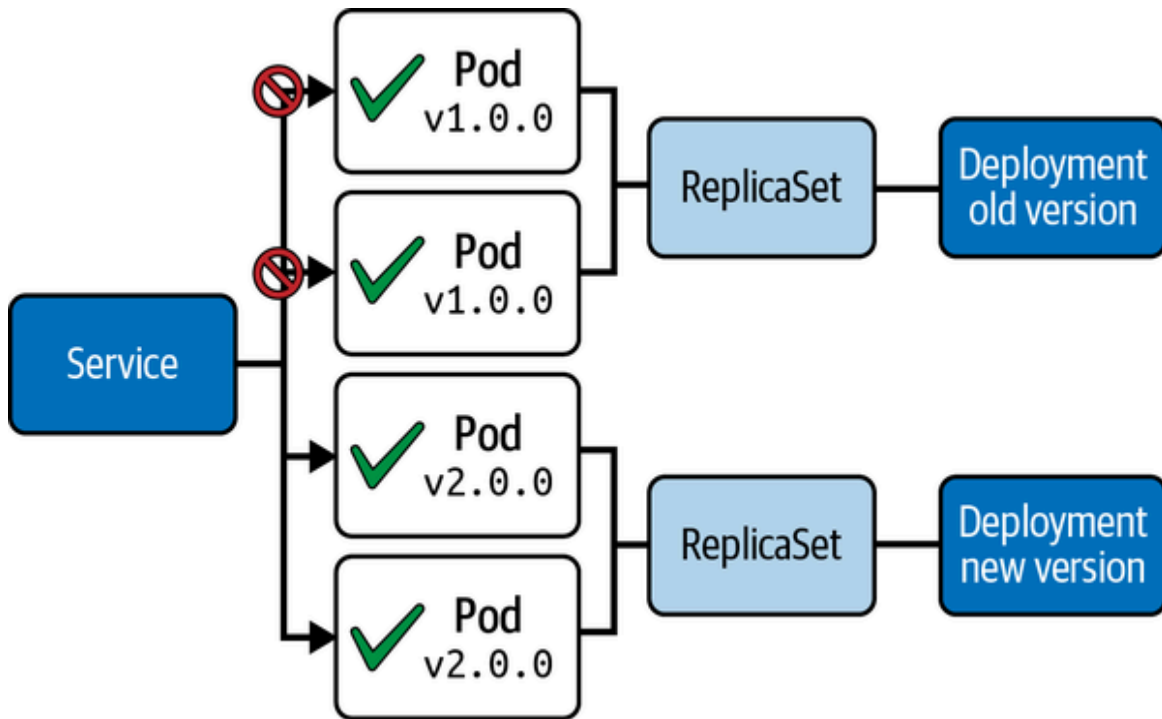 Pod
v1.0.0
ReplicaSet
Deployment
old version
Pod
v1.0.0
Service
Pod
v2.0.0
ReplicaSet
Deployment
new version
Pod
v2.0.0